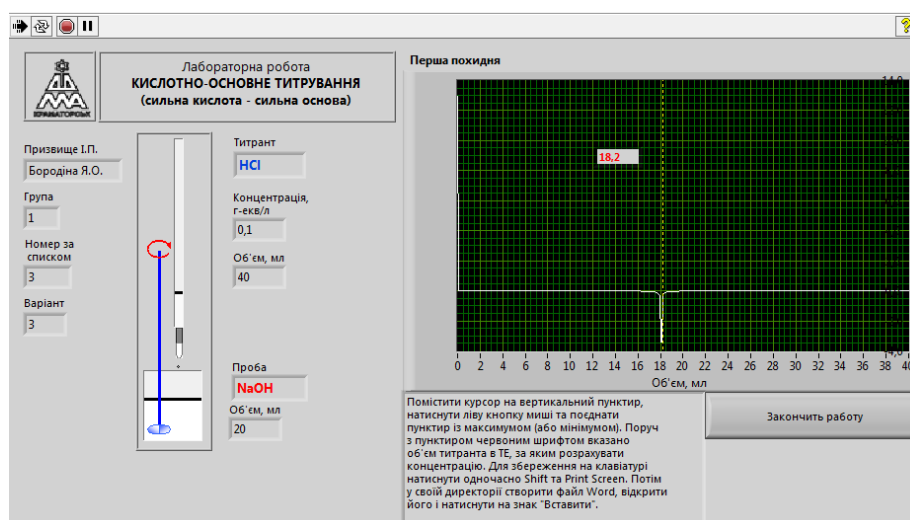 Лабораторна робота
КИСЛОТНО-ОСНОВНЕ ТИТРУВАННЯ
(сильна кислота - сильна основа)
КРАМАТОРСЬК
Призвище І.П.
Бородіна Я.О.
Група
1
Номер за
списком
3
Варіант
3
Титрант
HCl
Концентрація,
г-екв/л
0,1
Об'єм, мл
40
Проба
NaOH
Об'єм, мл
20
Перша похидня
18,2
0 2 4 6 8 10 12 14 16 18 20 22 24 26 28 30 32 34 36 38 40
Об'єм, мл
Помістити курсор на вертикальний пунктир,
натиснути ліву кнопку миші та поєднати
пунктир із максимумом (або мінімумом). Поруч
з пунктиром червоним шрифтом вказано
об'єм титранта в ТЕ, за яким розрахувати
концентрацію. Для збереження на клавіатурі
натиснути одночасно Shift та Print Screen. Потім
у своїй директорії створити файл Word, відкрити
його і натиснути на знак "Вставити".
Закончить работу